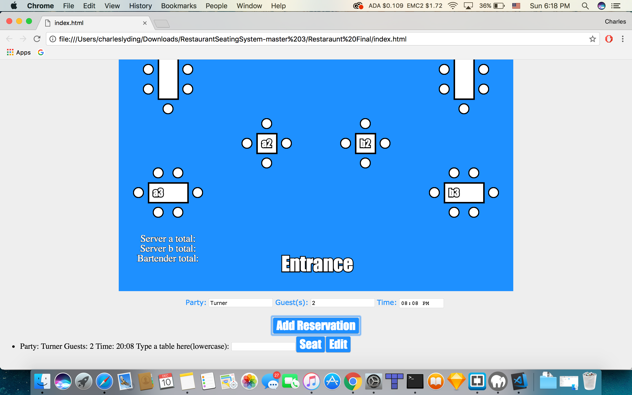 Chrome File Edit View History Bookmarks People Window Help ADA $0.109 EMC2 $1.72 36% Sun 6:18 PM
index.html
Charles
file:///Users/charleslyding/Downloads/RestaurantSeatingSystem-master%203/Restaraunt%20Final/index.html
Apps G
a2 b2
a3 b3
Server a total:
Server b total:
Bartender total:
Entrance
Party: Turner Guest(s): 2 Time: 08:08 PM
Add Reservation
Party: Turner Guests: 2 Time: 20:08 Type a table here(lowercase): Seat Edit